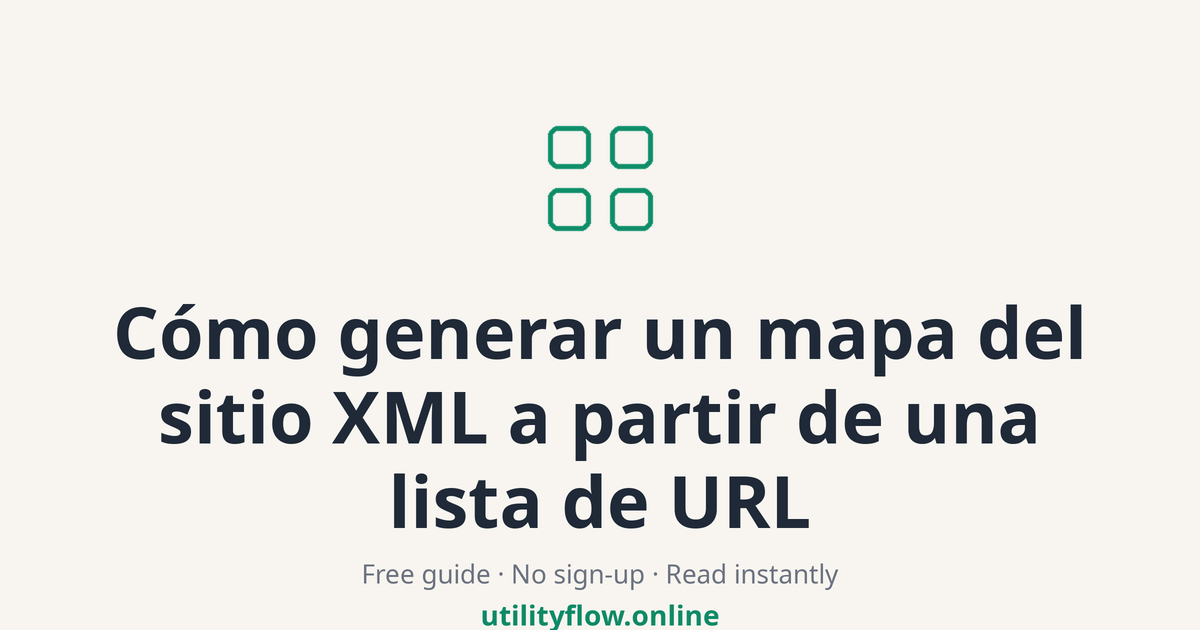 Cómo generar un mapa del
sitio XML a partir de una
lista de URL
Free guide · No sign-up · Read instantly
utilityflow.online